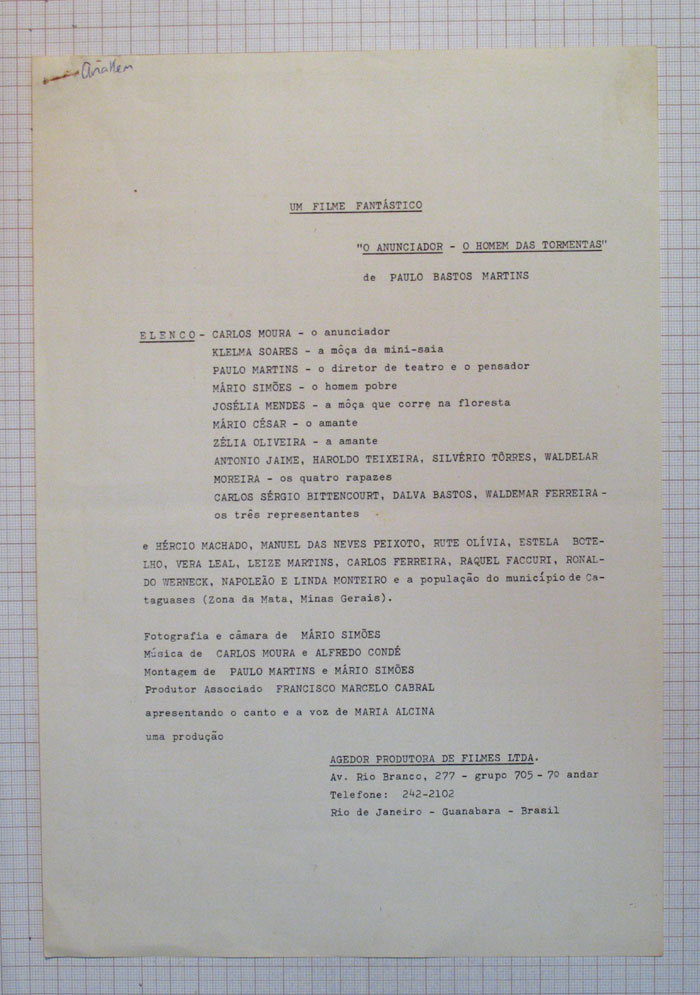 UM FILME FANTÁSTICO
"O ANUNCIADOR - O HOMEM DAS TORMENTAS"
de PAULO BASTOS MARTINS
ELENCO - CARLOS MOURA - o anunciador
KLELMA SOARES - a môça da mini-saia
PAULO MARTINS - o diretor de teatro e o pensador
MÁRIO SIMÕES - o homem pobre
JOSÉLIA MENDES - a môça que corre na floresta
MÁRIO CÉSAR - o amante
ZÉLIA OLIVEIRA - a amante
ANTONIO JAIME, HAROLDO TEIXEIRA, SILVÉRIO TÔRRES, WALDELAR
MOREIRA - os quatro rapazes
CARLOS SÉRGIO BITTENCOURT, DALVA BASTOS, WALDEMAR FERREIRA -
os três representantes
e HÉRCIO MACHADO, MANUEL DAS NEVES PEIXOTO, RUTE OLÍVIA, ESTELA BOTE-
LHO, VERA LEAL, LEIZE MARTINS, CARLOS FERREIRA, RAQUEL FACCURI, RONAL-
DO WERNECK, NAPOLEÃO E LINDA MONTEIRO e a população do município de Ca-
taguases (Zona da Mata, Minas Gerais).
Fotografia e câmara de MÁRIO SIMÕES
Música de CARLOS MOURA e ALFREDO CONDÉ
Montagem de PAULO MARTINS e MÁRIO SIMÕES
Produtor Associado FRANCISCO MARCELO CABRAL
apresentando o canto e a voz de MARIA ALCINA
uma produção
AGEDOR PRODUTORA DE FILMES LTDA.
Av. Rio Branco, 277 - grupo 705 - 7º andar
Telefone: 242-2102
Rio de Janeiro - Guanabara - Brasil